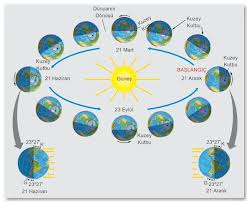 Dünyanın
Dönüşü
Kuzey
Kutbu
Kuzey
Kutbu
21 Mart
Kuzey
Kutbu
21 Haziran
Güneş
BAŞLANGIÇ
21 Aralık
23 Eylül
Kuzey
Kutbu
23°27'
23°27'
21 Haziran
23°27'
23°27'
21 Aralık